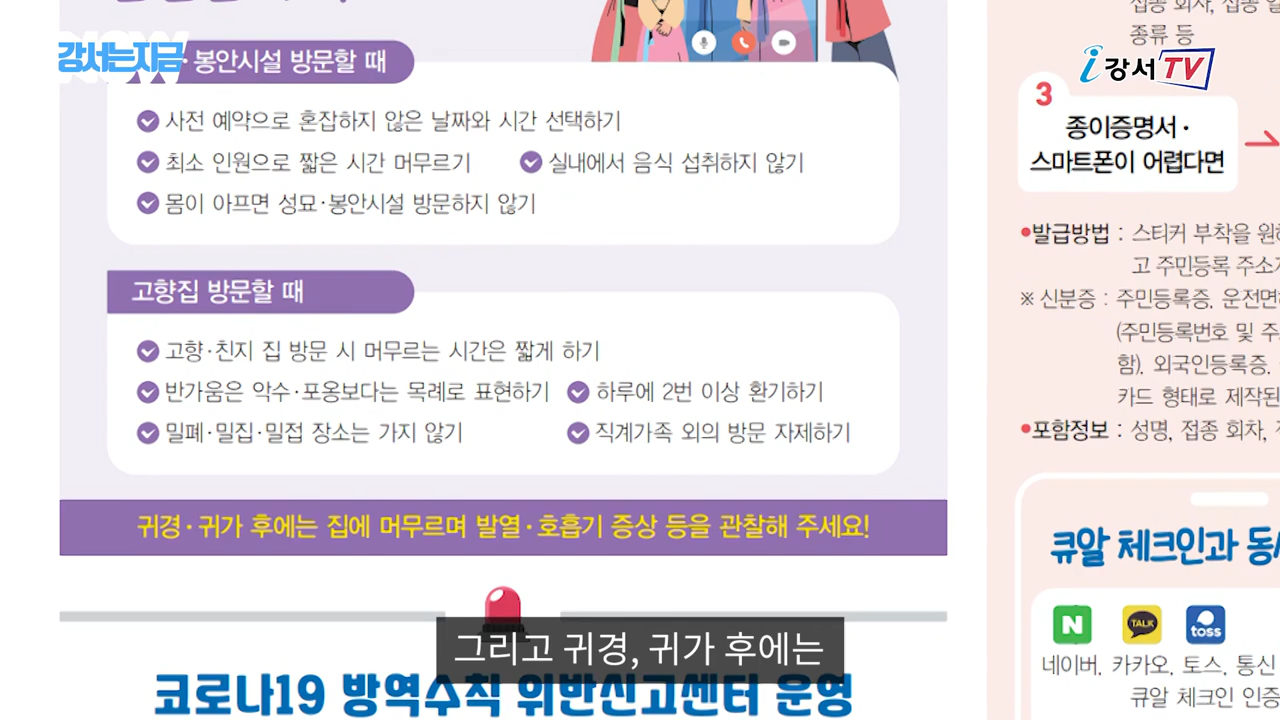 강서는지금
·봉안시설 방문할 때
사전 예약으로 혼잡하지 않은 날짜와 시간 선택하기
최소 인원으로 짧은 시간 머무르기
실내에서 음식 섭취하지 않기
몸이 아프면 성묘·봉안시설 방문하지 않기
고향집 방문할 때
고향·친지 집 방문 시 머무르는 시간은 짧게 하기
반가움은 악수·포옹보다는 목례로 표현하기
하루에 2번 이상 환기하기
밀폐·밀집·밀접 장소는 가지 않기
직계가족 외의 방문 자제하기
귀경·귀가 후에는 집에 머무르며 발열·호흡기 증상 등을 관찰해 주세요!
그리고 귀경, 귀가 후에는
코로나19 방역수칙 위반신고센터 운영
접종 회사, 접종
종류 등
i강서TV
3
종이증명서·
스마트폰이 어렵다면
•발급방법 : 스티커 부착을
고 주민등록
※ 신분증 : 주민등록증,
(주민등록번호 및
함), 외국인등록증,
카드 형태로 제작된
•포함정보 : 성명, 접종 회차,
큐알 체크인과
N
TALK
toss
네이버, 카카오, 토스, 통신
큐알 체크인 인증